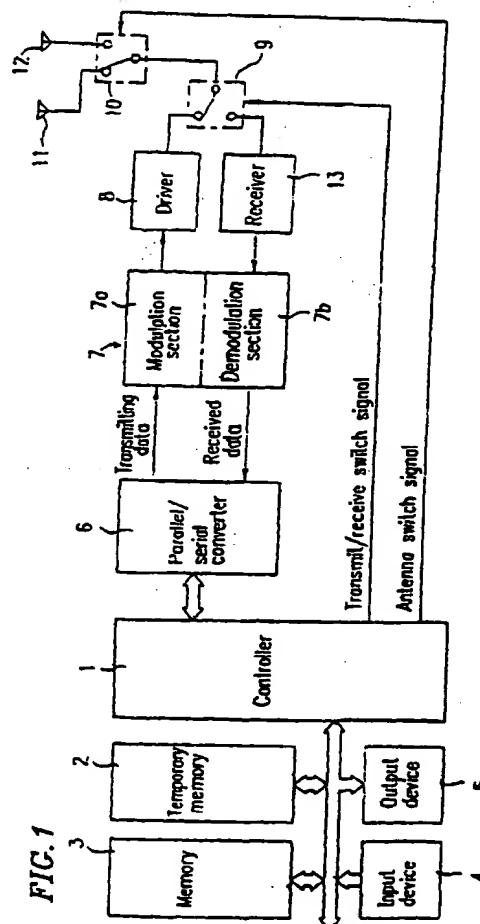 FIG. 1
3
Memory
2
Temporary
memory
Input
device
4
Output
device
5
1
Controller
6
Parallel/
serial
converter
Transmitting
data
Received
data
7
7a
Modulption
section
Demodulation
section
7b
8
Driver
Receiver
13
9
10
11
12
Transmit/receive switch signal
Antenna switch signal